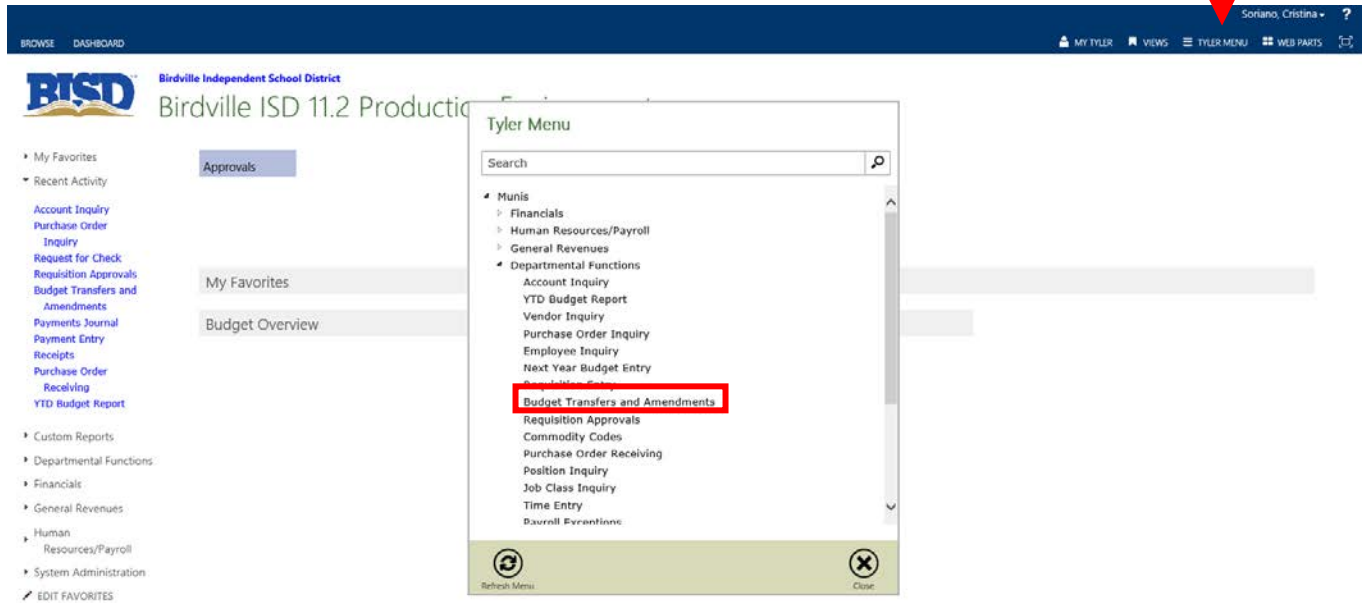 Soriano, Cristina ?
BROWSE DASHBOARD
MY TYLER VIEWS TYLER MENU WEB PARTS
BISD
Birdville Independent School District
Birdville ISD 11.2 Production
My Favorites
Recent Activity
Account Inquiry
Purchase Order
Inquiry
Request for Check
Requisition Approvals
Budget Transfers and
Amendments
Payments Journal
Payment Entry
Receipts
Purchase Order
Receiving
YTD Budget Report
Custom Reports
Departmental Functions
Financials
General Revenues
Human
Resources/Payroll
System Administration
EDIT FAVORITES
Approvals
My Favorites
Budget Overview
Tyler Menu
Search
Munis
Financials
Human Resources/Payroll
General Revenues
Departmental Functions
Account Inquiry
YTD Budget Report
Vendor Inquiry
Purchase Order Inquiry
Employee Inquiry
Next Year Budget Entry
Requisition Entry
Budget Transfers and Amendments
Requisition Approvals
Commodity Codes
Purchase Order Receiving
Position Inquiry
Job Class Inquiry
Time Entry
Payroll Exceptions
Refresh Menu
Close